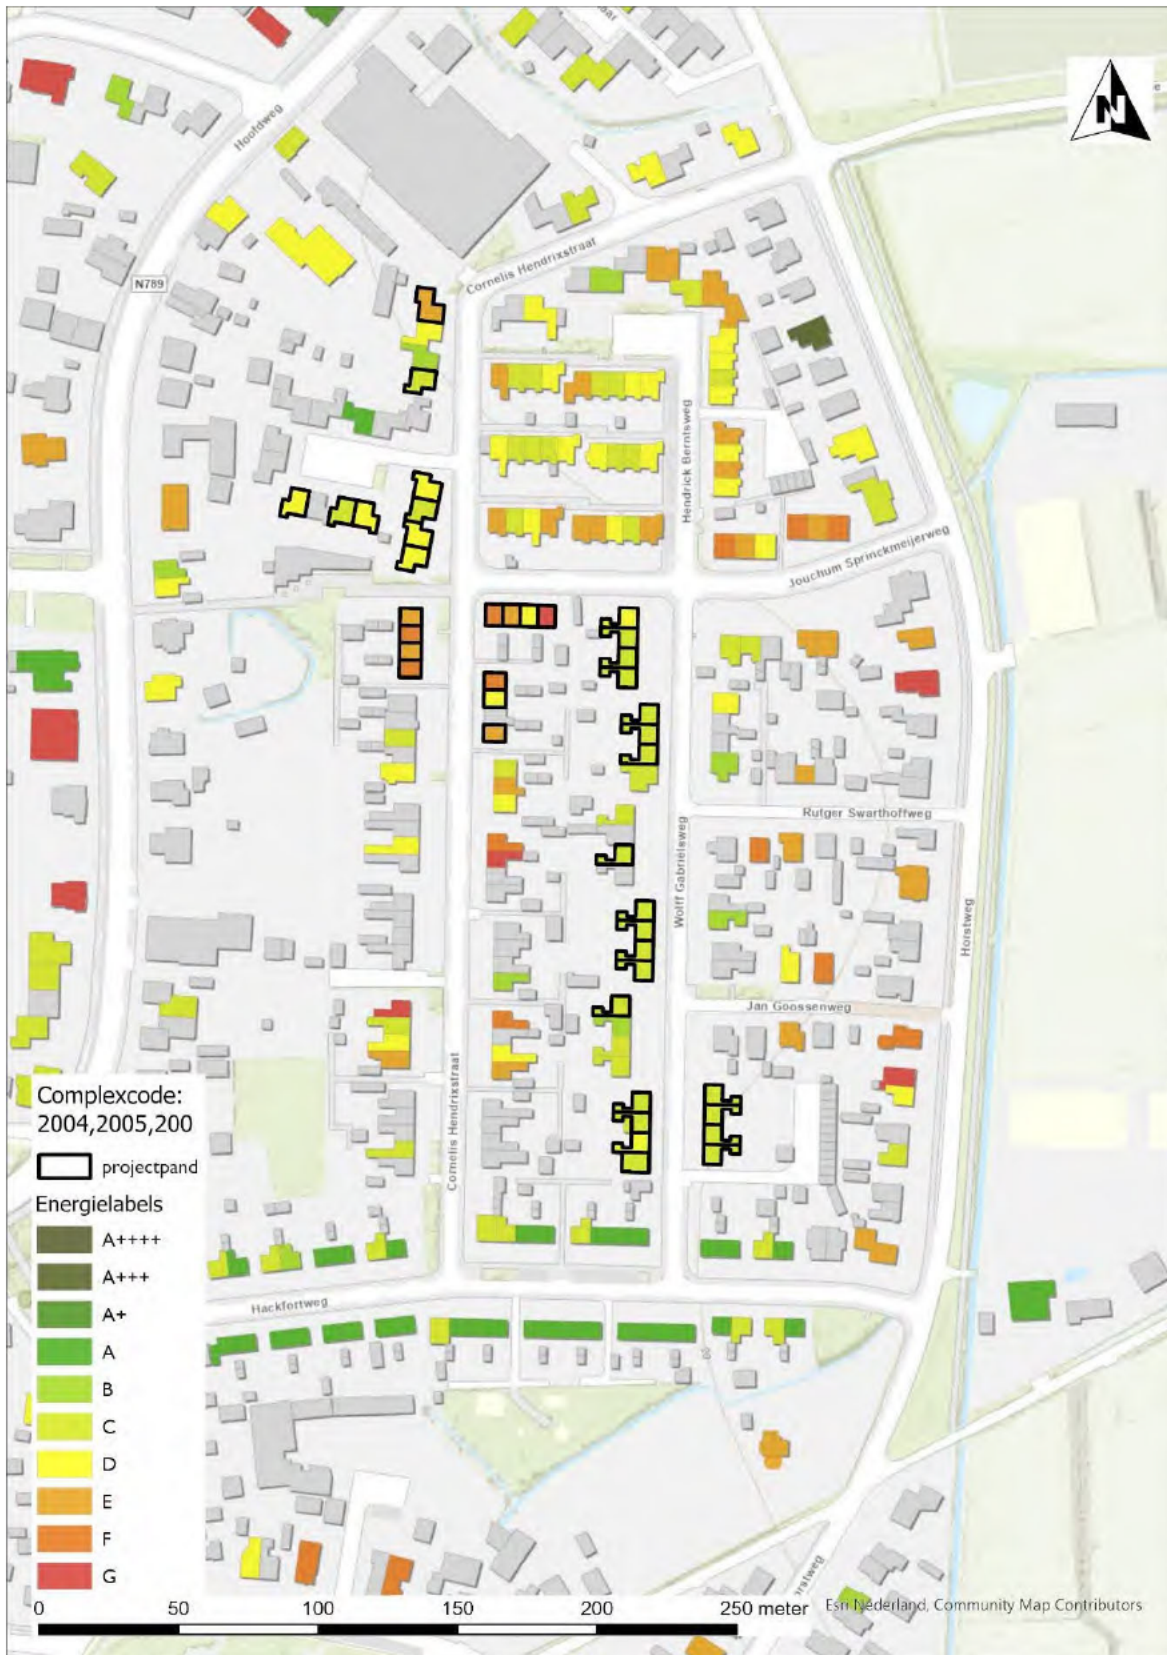 Hoofdweg
N
N789
Cornelis Hendrixstraat
Hendrick Berntsweg
Jouchum Sprinckmeijerweg
Rutger Swarthoffweg
Wolff Gabriëlsweg
Horstweg
Jan Goossenweg
Cornelis Hendrixstraat
Hackfortweg
Complexcode:
2004,2005,200
projectpand
Energielabels
A++++
A+++
A+
A
B
C
D
E
F
G
0 50 100 150 200 250 meter
Esri Nederland, Community Map Contributors